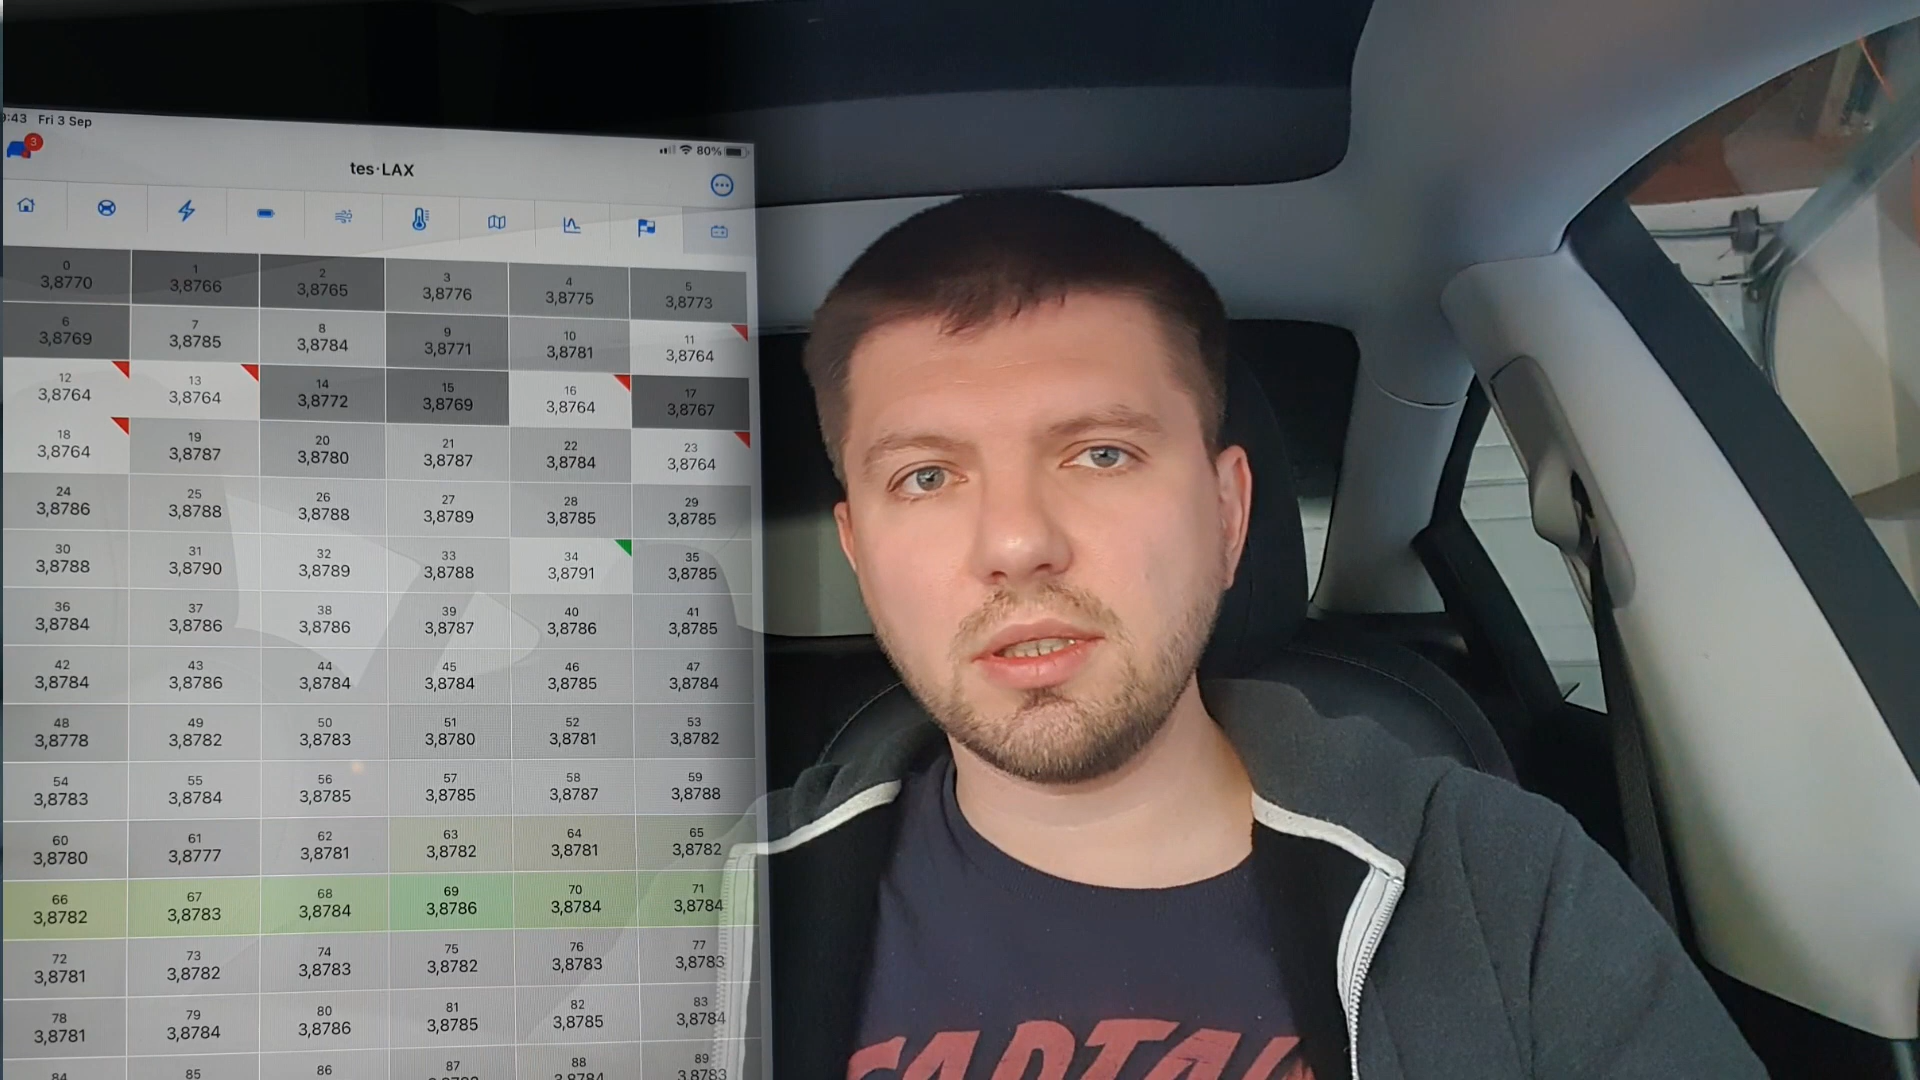 9:43 Fri 3 Sep
80%
3
tes·LAX
0 1 2 3 4 5
3,8770 3,8766 3,8765 3,8776 3,8775 3,8773
6 7 8 9 10 11
3,8769 3,8785 3,8784 3,8771 3,8781 3,8764
12 13 14 15 16 17
3,8764 3,8764 3,8772 3,8769 3,8764 3,8767
18 19 20 21 22 23
3,8764 3,8787 3,8780 3,8787 3,8784 3,8764
24 25 26 27 28 29
3,8786 3,8788 3,8788 3,8789 3,8785 3,8785
30 31 32 33 34 35
3,8788 3,8790 3,8789 3,8788 3,8791 3,8785
36 37 38 39 40 41
3,8784 3,8786 3,8786 3,8787 3,8786 3,8785
42 43 44 45 46 47
3,8784 3,8786 3,8784 3,8784 3,8785 3,8784
48 49 50 51 52 53
3,8778 3,8782 3,8783 3,8780 3,8781 3,8782
54 55 56 57 58 59
3,8783 3,8784 3,8785 3,8785 3,8787 3,8788
60 61 62 63 64 65
3,8780 3,8777 3,8781 3,8782 3,8781 3,8782
66 67 68 69 70 71
3,8782 3,8783 3,8784 3,8786 3,8784 3,8784
72 73 74 75 76 77
3,8781 3,8782 3,8783 3,8782 3,8783 3,8783
78 79 80 81 82 83
3,8781 3,8784 3,8786 3,8785 3,8785 3,8784
84 85 86 87 88 89
3,8784 3,8783